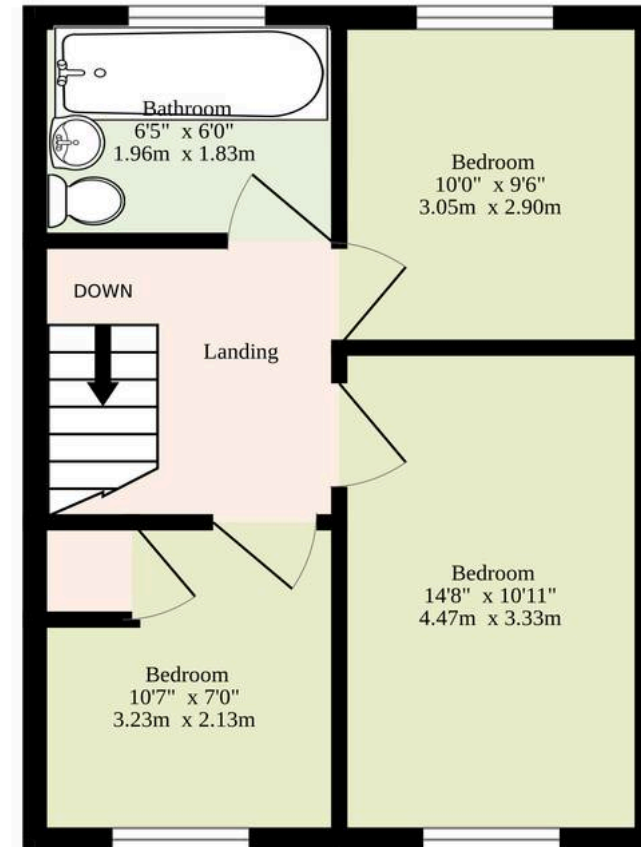 Bathroom
6'5" x 6'0"
1.96m x 1.83m
Bedroom
10'0" x 9'6"
3.05m x 2.90m
DOWN
Landing
Bedroom
14'8" x 10'11"
4.47m x 3.33m
Bedroom
10'7" x 7'0"
3.23m x 2.13m